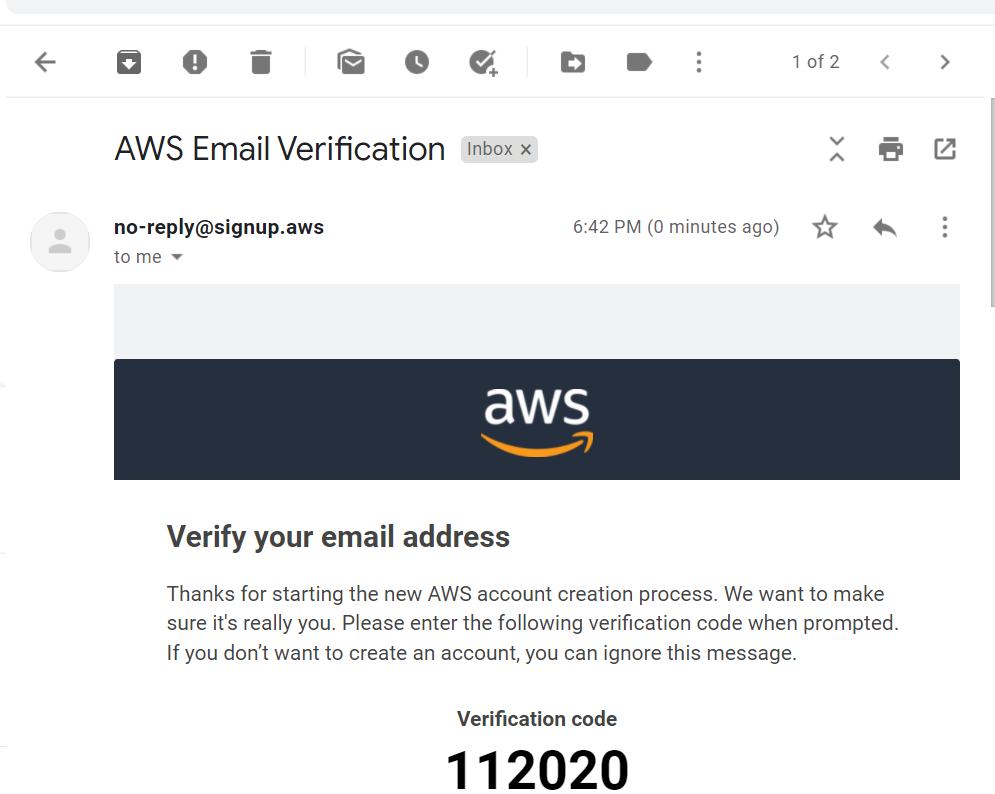 1 of 2
AWS Email Verification
Inbox ×
no-reply@signup.aws
6:42 PM (0 minutes ago)
to me
aws
Verify your email address
Thanks for starting the new AWS account creation process. We want to make
sure it's really you. Please enter the following verification code when prompted.
If you don’t want to create an account, you can ignore this message.
Verification code
112020